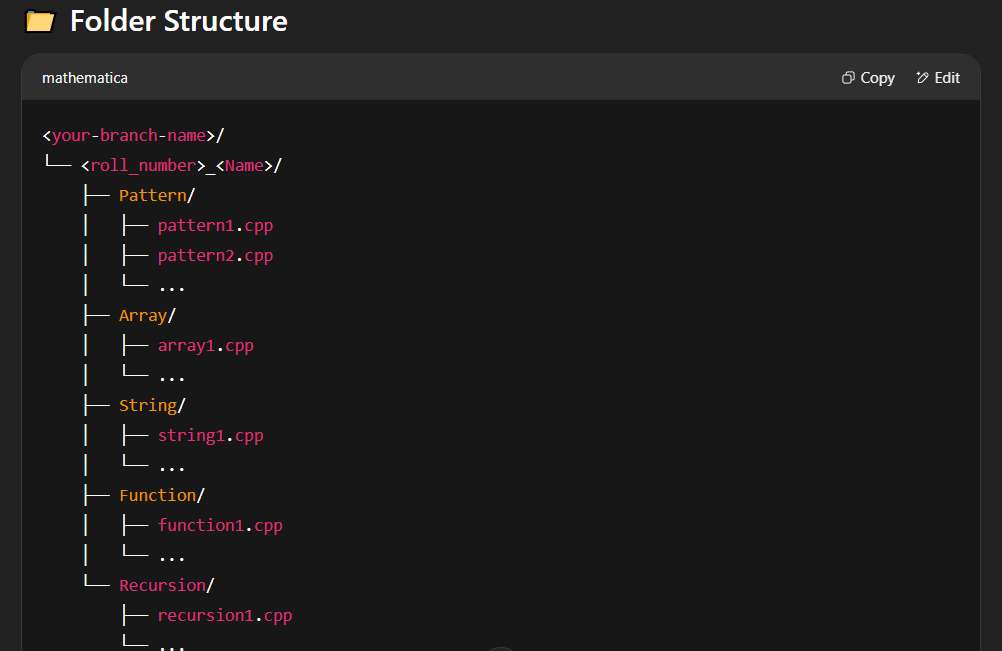 📁 Folder Structure
mathematica Copy Edit
<your-branch-name>/
└── <roll_number>_<Name>/
    ├── Pattern/
    │   ├── pattern1.cpp
    │   ├── pattern2.cpp
    │   └── ...
    ├── Array/
    │   ├── array1.cpp
    │   └── ...
    ├── String/
    │   ├── string1.cpp
    │   └── ...
    ├── Function/
    │   ├── function1.cpp
    │   └── ...
    └── Recursion/
        ├── recursion1.cpp
        └── ...